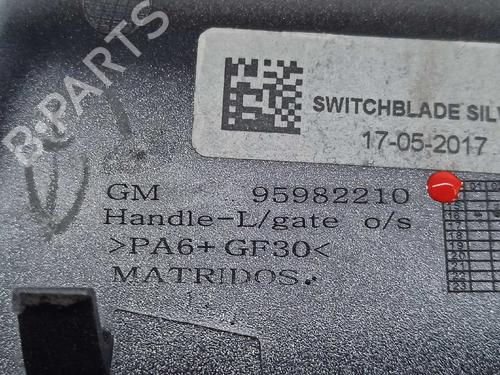 B-PARTS
SWITCHBLADE SILV
17-05-2017
GM 95982210
Handle-L/gate o/s
>PA6+GF30<
MATRIDOS.